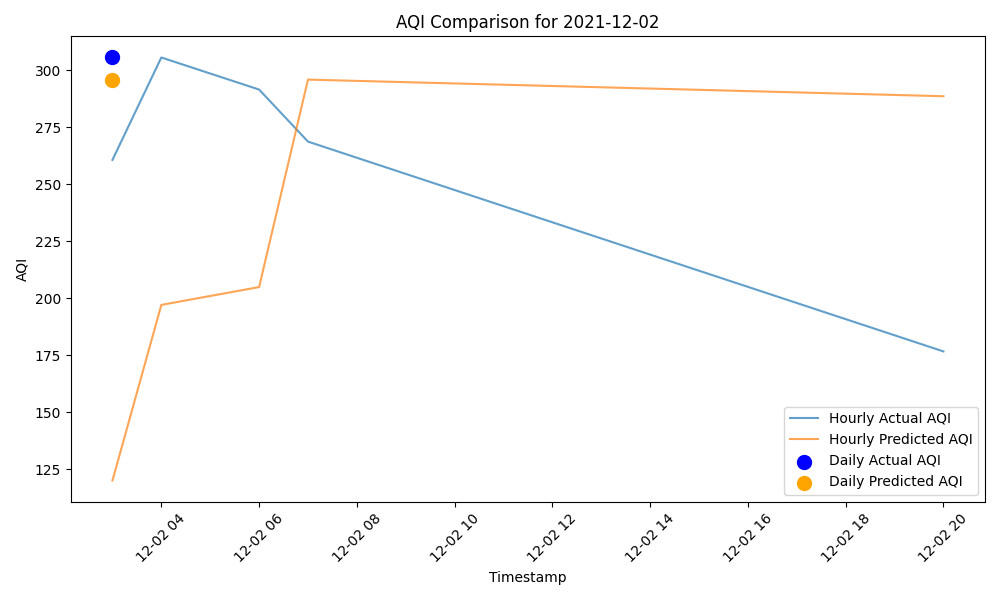 AQI Comparison for 2021-12-02
AQI
300
275
250
225
200
175
150
125
12-02 04
12-02 06
12-02 08
12-02 10
12-02 12
12-02 14
12-02 16
12-02 18
12-02 20
Timestamp
Hourly Actual AQI
Hourly Predicted AQI
Daily Actual AQI
Daily Predicted AQI